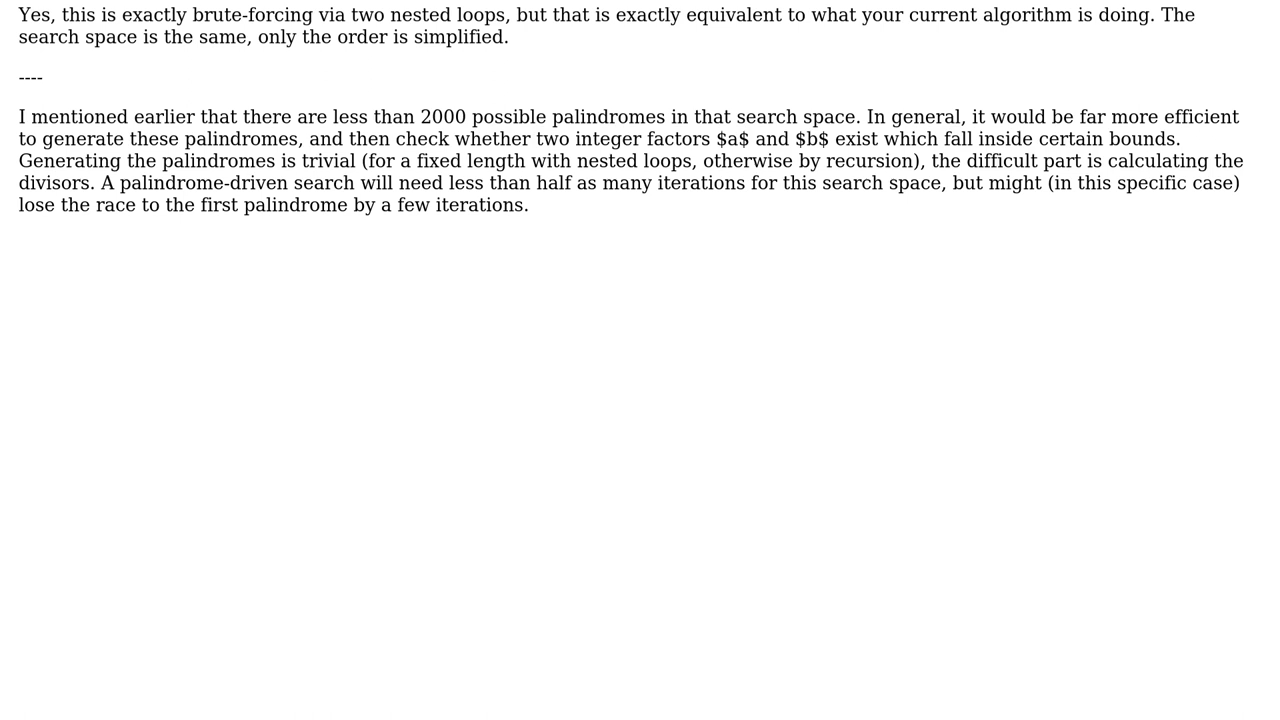 Yes, this is exactly brute-forcing via two nested loops, but that is exactly equivalent to what your current algorithm is doing. The
search space is the same, only the order is simplified.
----
I mentioned earlier that there are less than 2000 possible palindromes in that search space. In general, it would be far more efficient
to generate these palindromes, and then check whether two integer factors $a$ and $b$ exist which fall inside certain bounds.
Generating the palindromes is trivial (for a fixed length with nested loops, otherwise by recursion), the difficult part is calculating the
divisors. A palindrome-driven search will need less than half as many iterations for this search space, but might (in this specific case)
lose the race to the first palindrome by a few iterations.